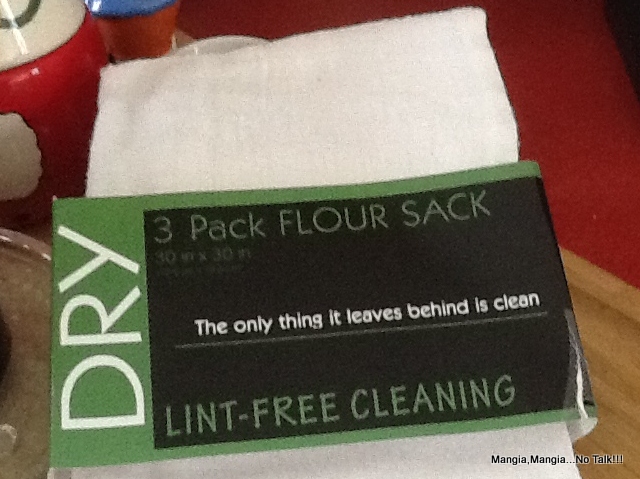 DRY
3 Pack FLOUR SACK
30 in x 30 in
The only thing it leaves behind is clean
LINT-FREE CLEANING
Mangia,Mangia...No Talk!!!